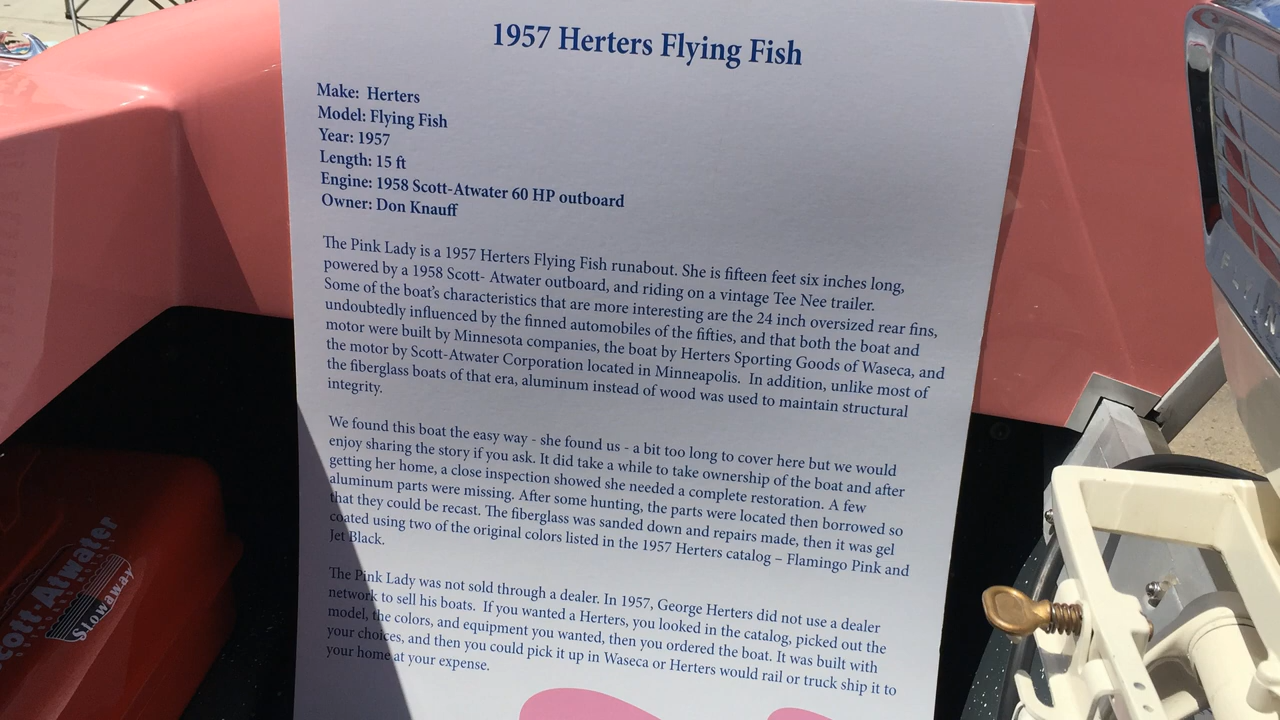 1957 Herters Flying Fish
Make: Herters
Model: Flying Fish
Year: 1957
Length: 15 ft
Engine: 1958 Scott-Atwater 60 HP outboard
Owner: Don Knauff
The Pink Lady is a 1957 Herters Flying Fish runabout. She is fifteen feet six inches long,
powered by a 1958 Scott- Atwater outboard, and riding on a vintage Tee Nee trailer.
Some of the boat's characteristics that are more interesting are the 24 inch oversized rear fins,
undoubtedly influenced by the finned automobiles of the fifties, and that both the boat and
motor were built by Minnesota companies, the boat by Herters Sporting Goods of Waseca, and
the motor by Scott-Atwater Corporation located in Minneapolis. In addition, unlike most of
the fiberglass boats of that era, aluminum instead of wood was used to maintain structural
integrity.
We found this boat the easy way - she found us - a bit too long to cover here but we would
enjoy sharing the story if you ask. It did take a while to take ownership of the boat and after
getting her home, a close inspection showed she needed a complete restoration. A few
aluminum parts were missing. After some hunting, the parts were located then borrowed so
that they could be recast. The fiberglass was sanded down and repairs made, then it was gel
coated using two of the original colors listed in the 1957 Herters catalog – Flamingo Pink and
Jet Black.
The Pink Lady was not sold through a dealer. In 1957, George Herters did not use a dealer
network to sell his boats. If you wanted a Herters, you looked in the catalog, picked out the
model, the colors, and equipment you wanted, then you ordered the boat. It was built with
your choices, and then you could pick it up in Waseca or Herters would rail or truck ship it to
your home at your expense.
Scott-Atwater
Stowaway